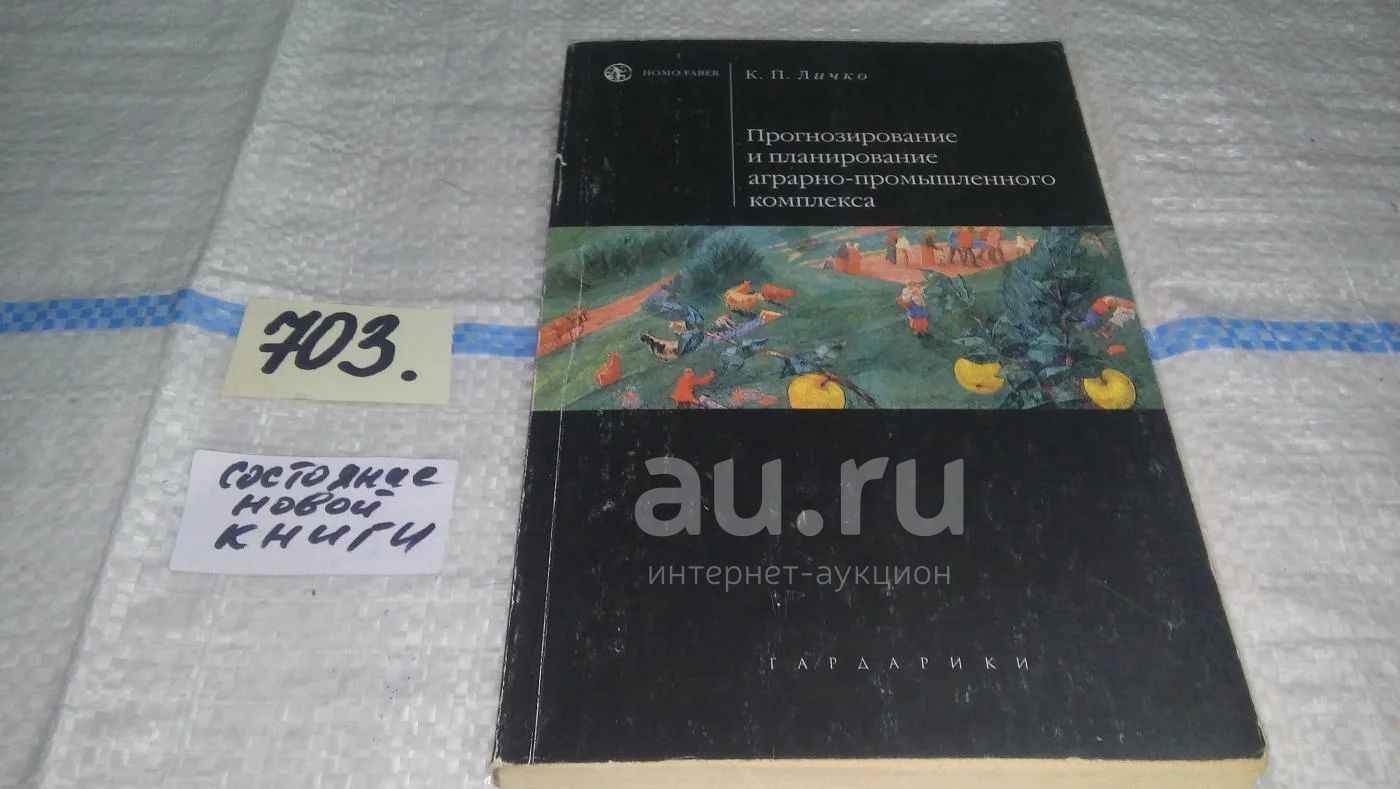 HOMO FABER
К. П. Личко
Прогнозирование
и планирование
аграрно-промышленного
комплекса
703.
состояние
новой
книги
au.ru
интернет-аукцион
ГАРДАРИКИ